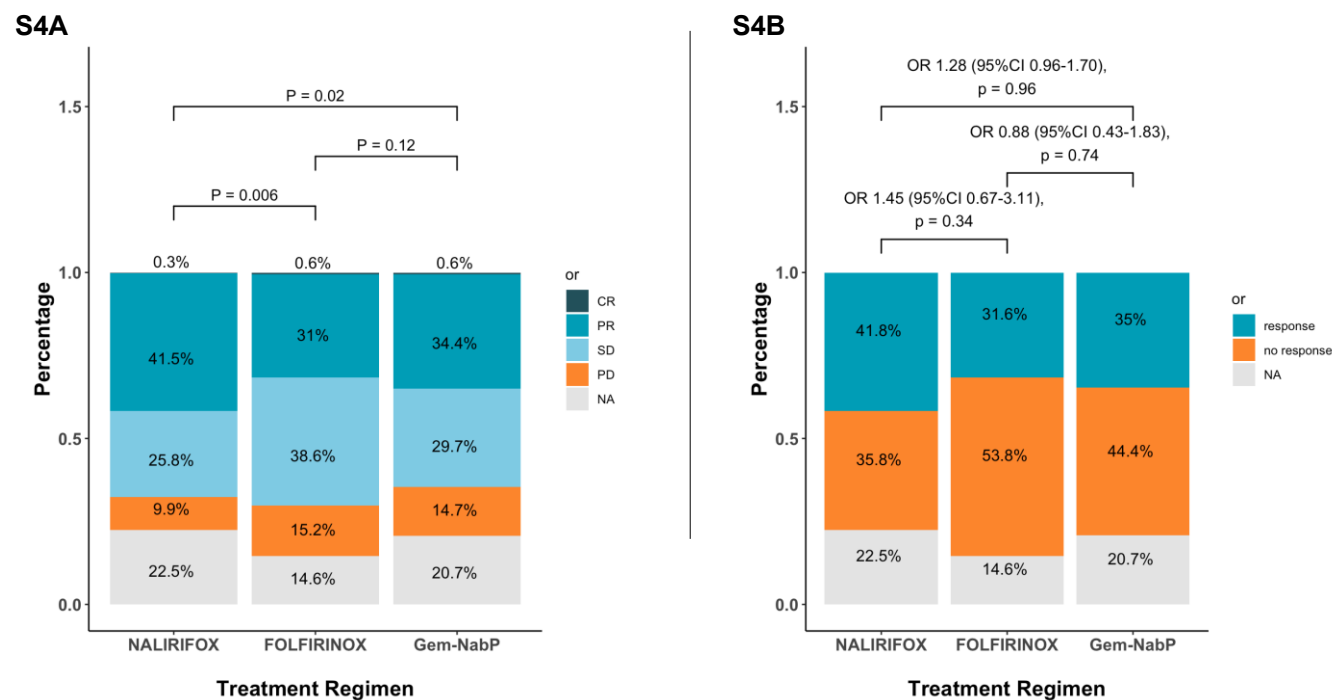 S4A
Percentage
1.5
1.0
0.5
0.0
P = 0.02
P = 0.12
P = 0.006
0.3%
0.6%
0.6%
41.5%
31%
34.4%
25.8%
38.6%
29.7%
9.9%
15.2%
14.7%
22.5%
14.6%
20.7%
NALIRIFOX
FOLFIRINOX
Gem-NabP
Treatment Regimen
or
CR
PR
SD
PD
NA
S4B
Percentage
1.5
1.0
0.5
0.0
OR 1.28 (95%CI 0.96-1.70),
p = 0.96
OR 0.88 (95%CI 0.43-1.83),
p = 0.74
OR 1.45 (95%CI 0.67-3.11),
p = 0.34
41.8%
31.6%
35%
35.8%
53.8%
44.4%
22.5%
14.6%
20.7%
NALIRIFOX
FOLFIRINOX
Gem-NabP
Treatment Regimen
or
response
no response
NA